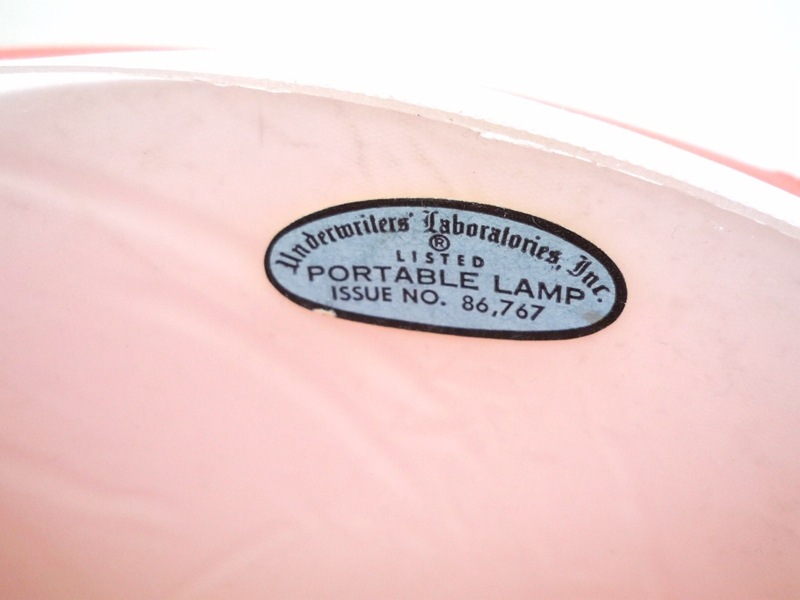 Underwriters' Laboratories, Inc.
®
LISTED
PORTABLE LAMP
ISSUE NO. 86,767